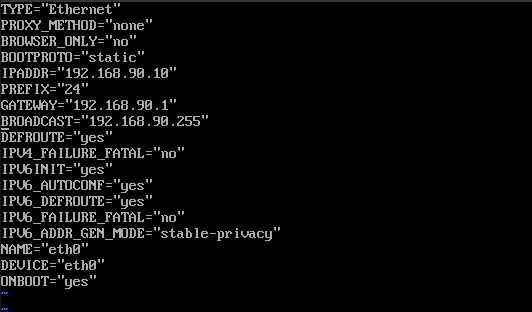 TYPE="Ethernet"
PROXY_METHOD="none"
BROWSER_ONLY="no"
BOOTPROTO="static"
IPADDR="192.168.90.10"
PREFIX="24"
GATEWAY="192.168.90.1"
BROADCAST="192.168.90.255"
DEFROUTE="yes"
IPV4_FAILURE_FATAL="no"
IPV6INIT="yes"
IPV6_AUTOCONF="yes"
IPV6_DEFROUTE="yes"
IPV6_FAILURE_FATAL="no"
IPV6_ADDR_GEN_MODE="stable-privacy"
NAME="eth0"
DEVICE="eth0"
ONBOOT="yes"
~
~